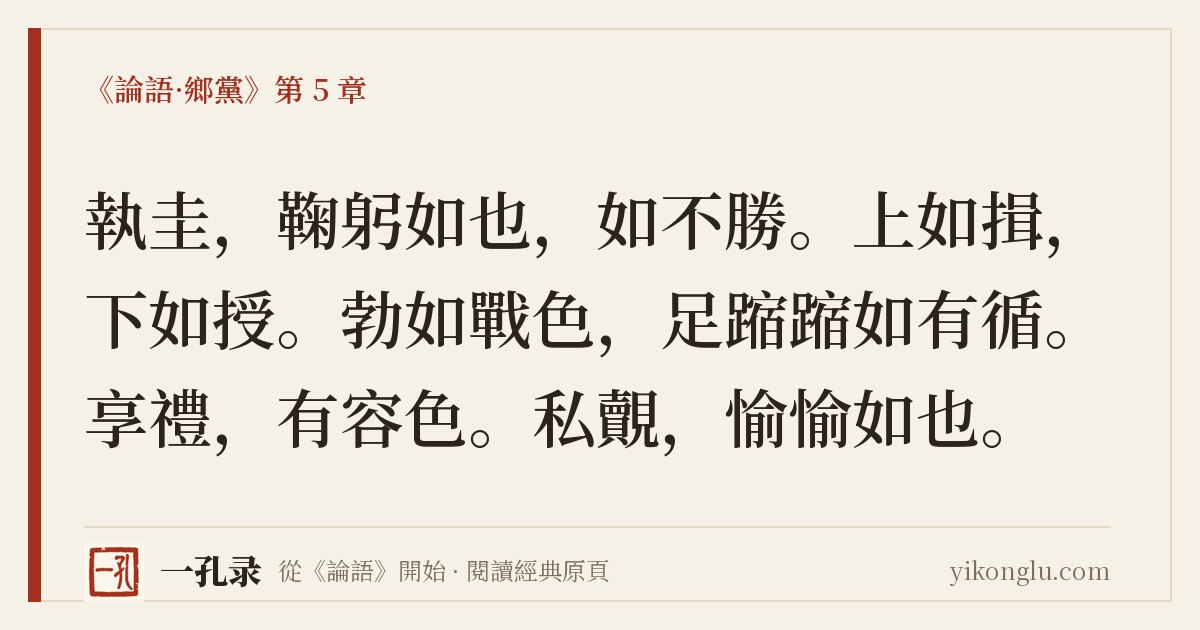 《論語·鄉黨》第 5 章
執圭，鞠躬如也，如不勝。上如揖，
下如授。勃如戰色，足蹜蹜如有循。
享禮，有容色。私覿，愉愉如也。
一孔
一孔录 從《論語》開始 · 閱讀經典原頁
yikonglu.com